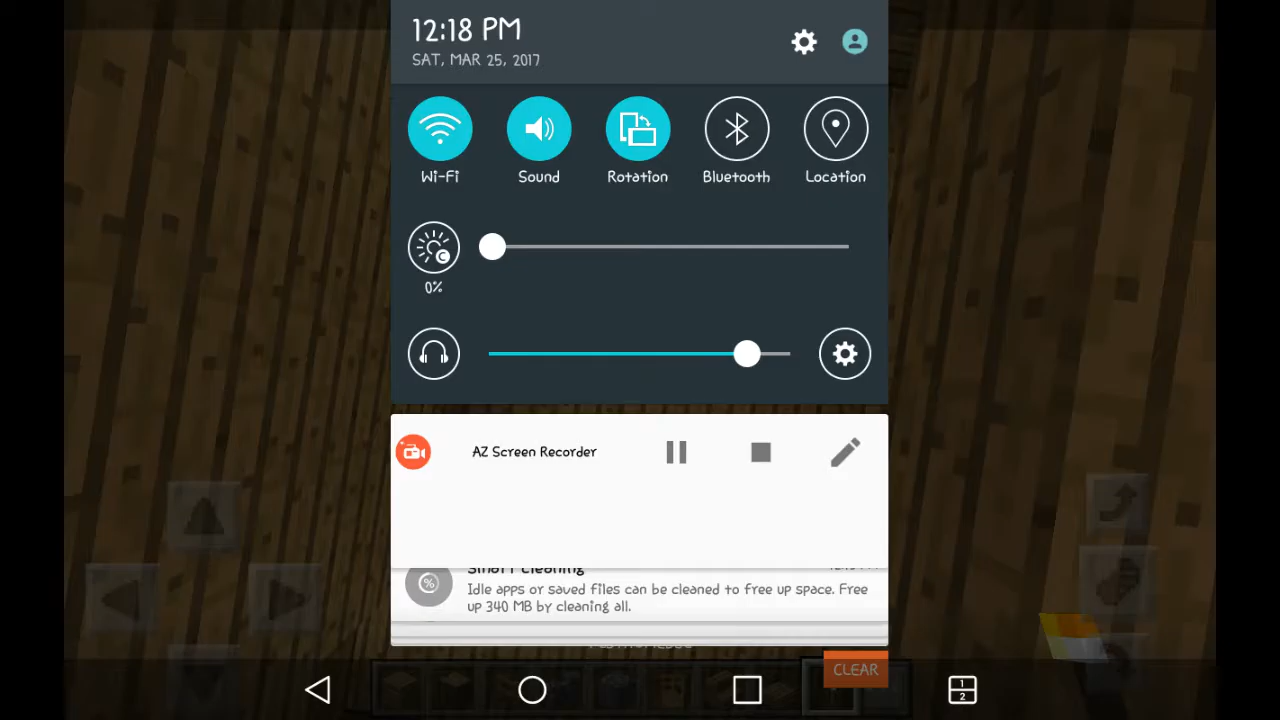 12:18 PM
SAT, MAR 25, 2017
Wi-Fi
Sound
Rotation
Bluetooth
Location
0%
AZ Screen Recorder
Smart cleaning
Idle apps or saved files can be cleaned to free up space. Free
up 340 MB by cleaning all.
CLEAR
1
2